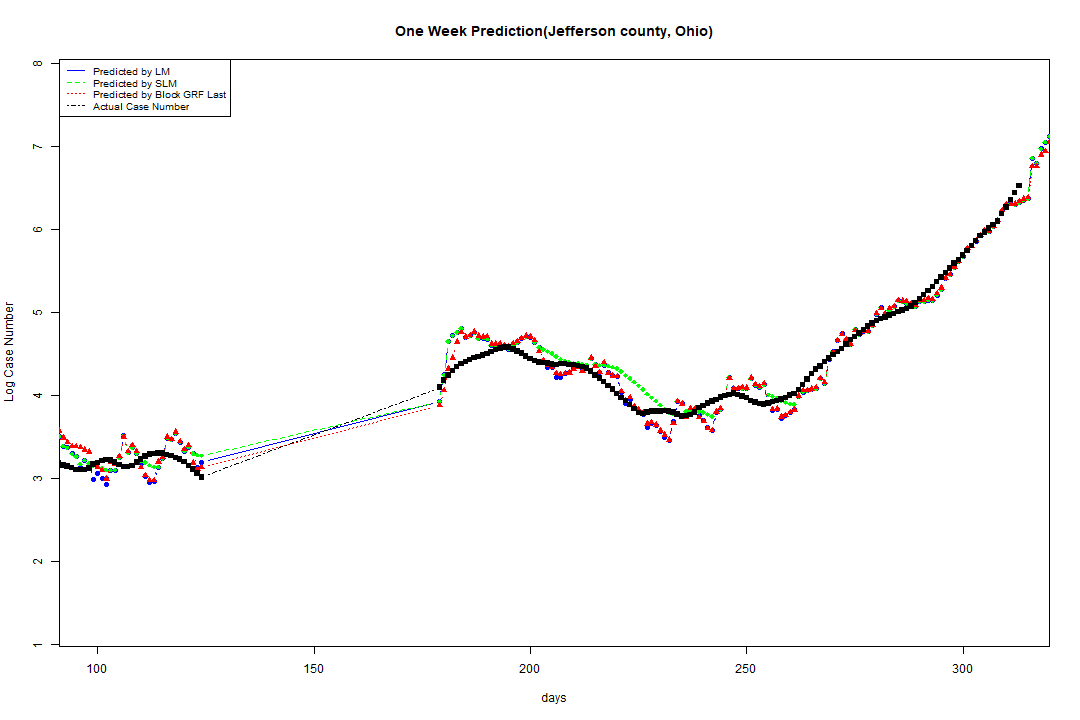 One Week Prediction(Jefferson county, Ohio)
Predicted by LM
Predicted by SLM
Predicted by Block GRF Last
Actual Case Number
8
7
6
5
4
3
2
1
Log Case Number
100 150 200 250 300
days